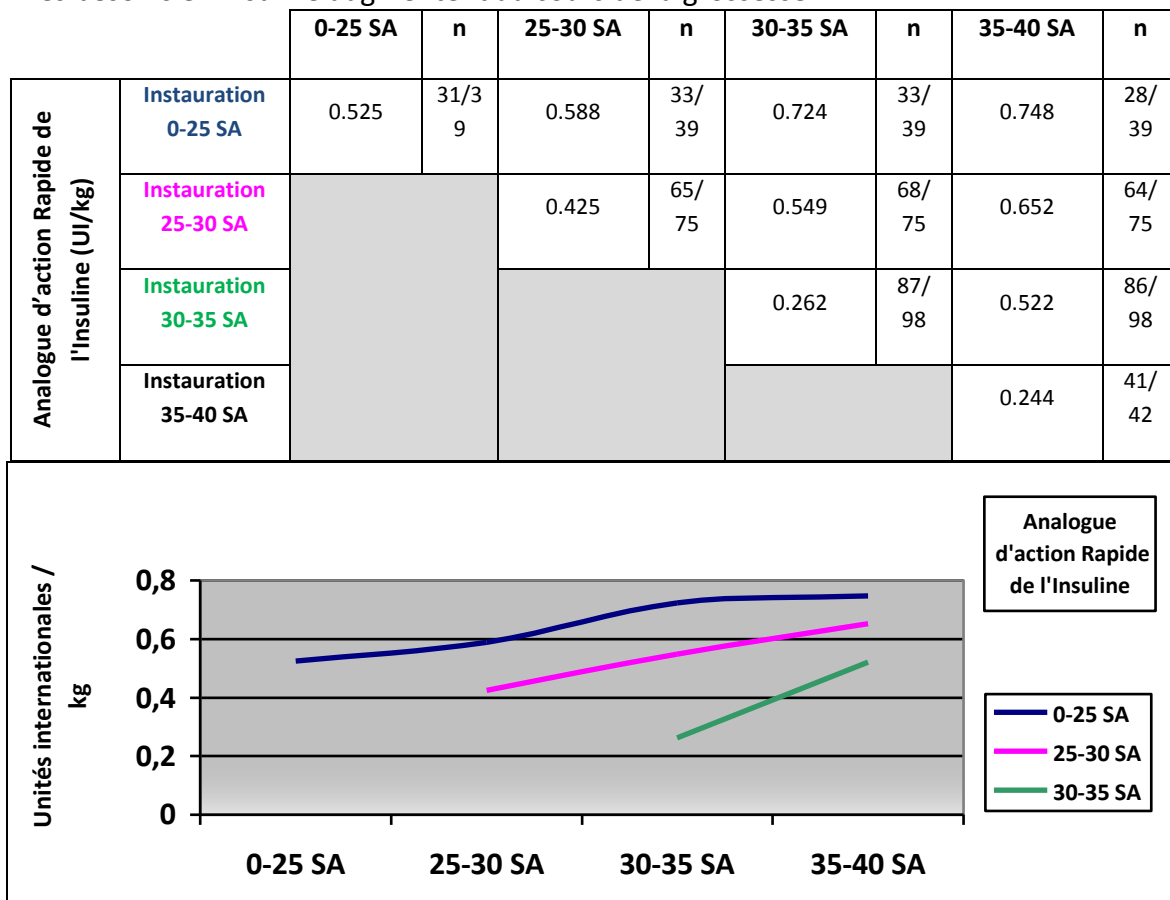 0-25 SA n 25-30 SA n 30-35 SA n 35-40 SA n
Analogue d’action Rapide de
l'Insuline (UI/kg)
Instauration
0-25 SA
0.525
31/3
9
0.588
33/
39
0.724
33/
39
0.748
28/
39
Instauration
25-30 SA
0.425
65/
75
0.549
68/
75
0.652
64/
75
Instauration
30-35 SA
0.262
87/
98
0.522
86/
98
Instauration
35-40 SA
0.244
41/
42
Unités internationales /
kg
0,8
0,6
0,4
0,2
0
0-25 SA 25-30 SA 30-35 SA 35-40 SA
Analogue
d'action Rapide
de l'Insuline
0-25 SA
25-30 SA
30-35 SA